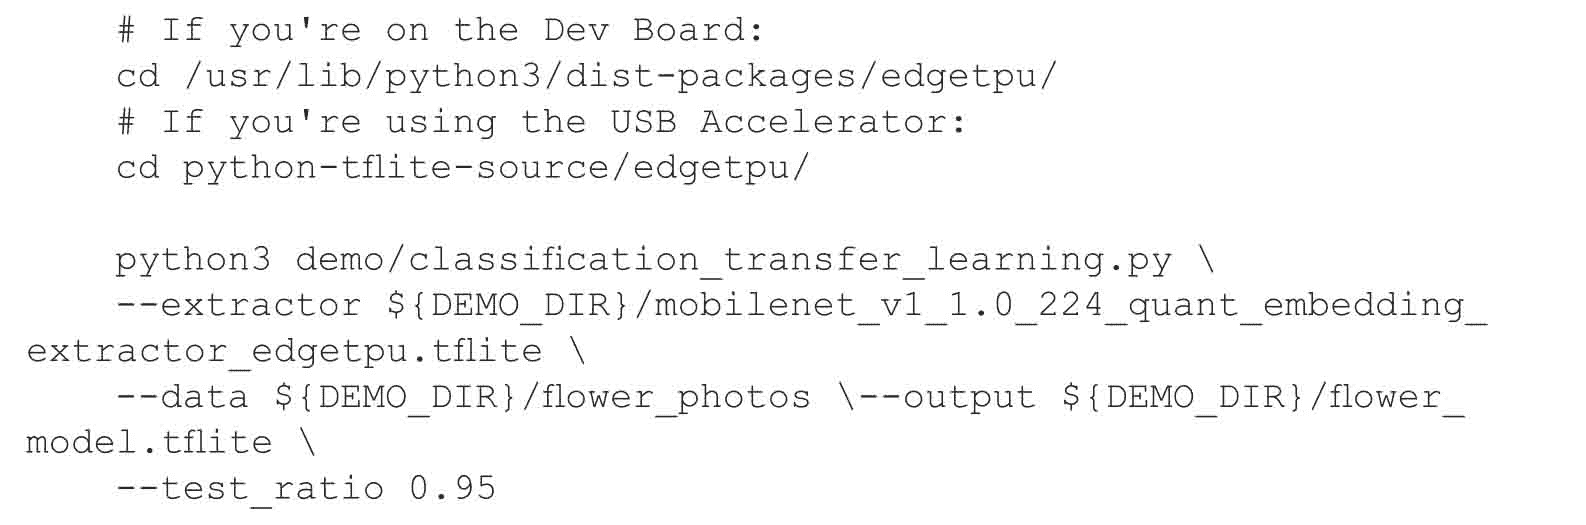 # If you're on the Dev Board:
cd /usr/lib/python3/dist-packages/edgetpu/
# If you're using the USB Accelerator:
cd python-tflite-source/edgetpu/
python3 demo/classification_transfer_learning.py \
--extractor ${DEMO_DIR}/mobilenet_v1_1.0_224_quant_embedding_
extractor_edgetpu.tflite \
--data ${DEMO_DIR}/flower_photos \--output ${DEMO_DIR}/flower_
model.tflite \
--test_ratio 0.95